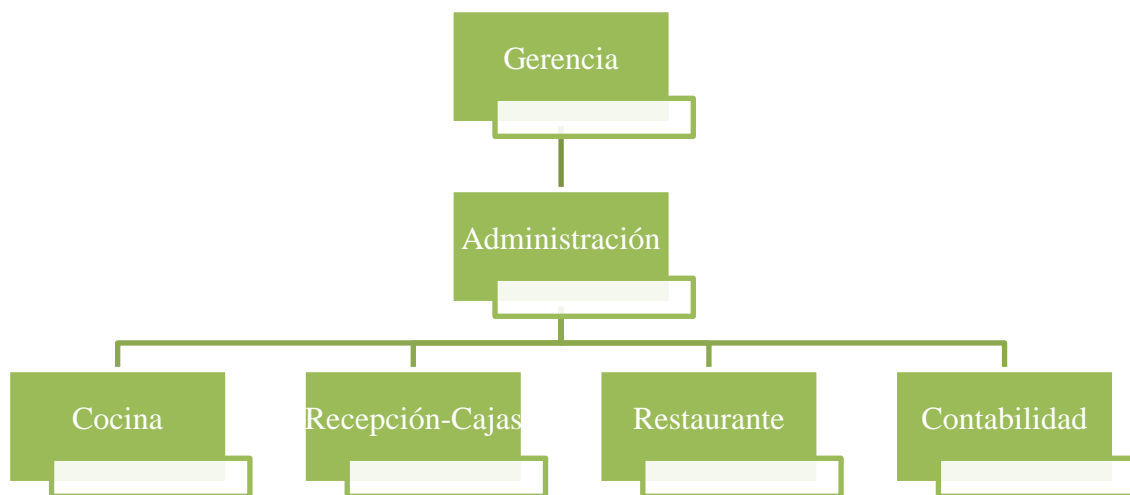 Gerencia
Administración
Cocina
Recepción-Cajas
Restaurante
Contabilidad